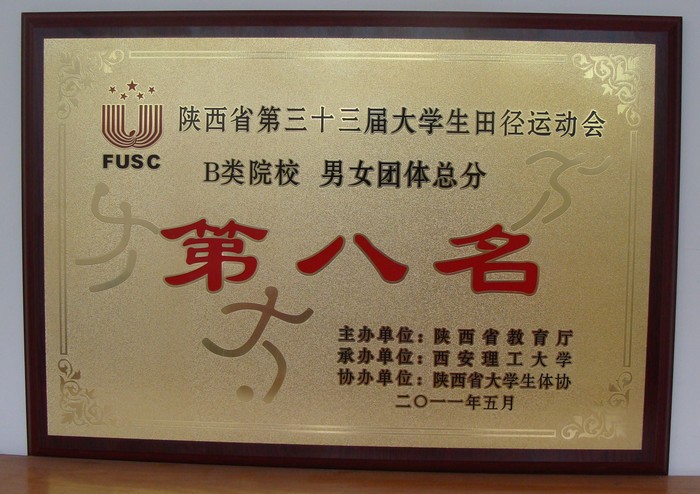 陕西省第三十三届大学生田径运动会
FUSC
B类院校 男女团体总分
第八名
主办单位：陕西省教育厅
承办单位：西安理工大学
协办单位：陕西省大学生体协
二〇一一年五月